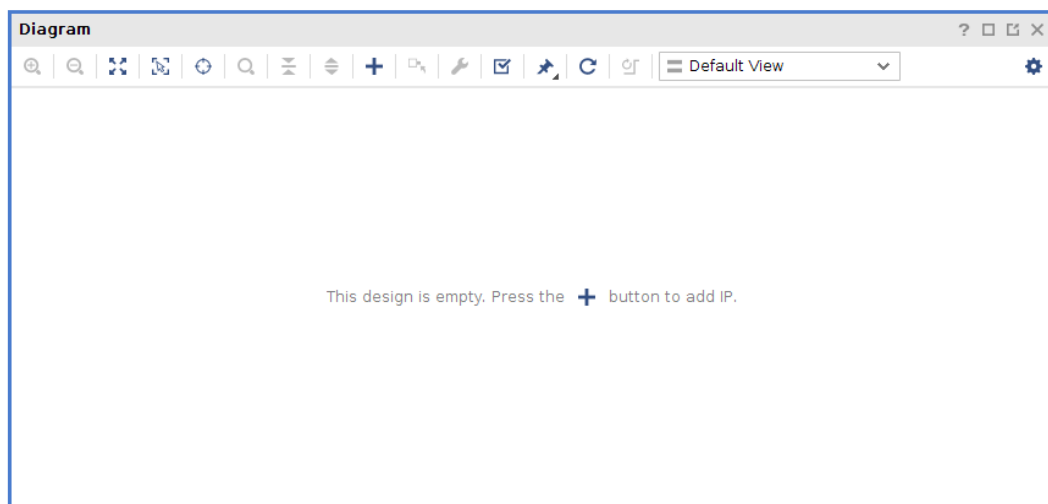 Diagram
Default View
This design is empty. Press the + button to add IP.